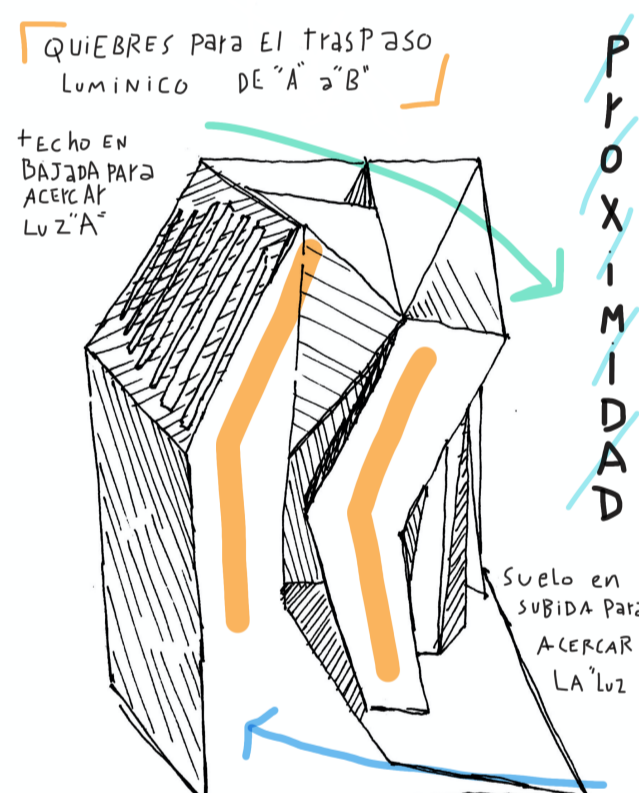 QUIEBRES Para El trasPaso
LUMINICO DE "A" a "B"
tEcho EN
BAJaDA PAra
AcErcAr
Luz "A"
ProXiMIDAD
Suelo en
SUBIDA Para
ACERCAR
LA "Luz